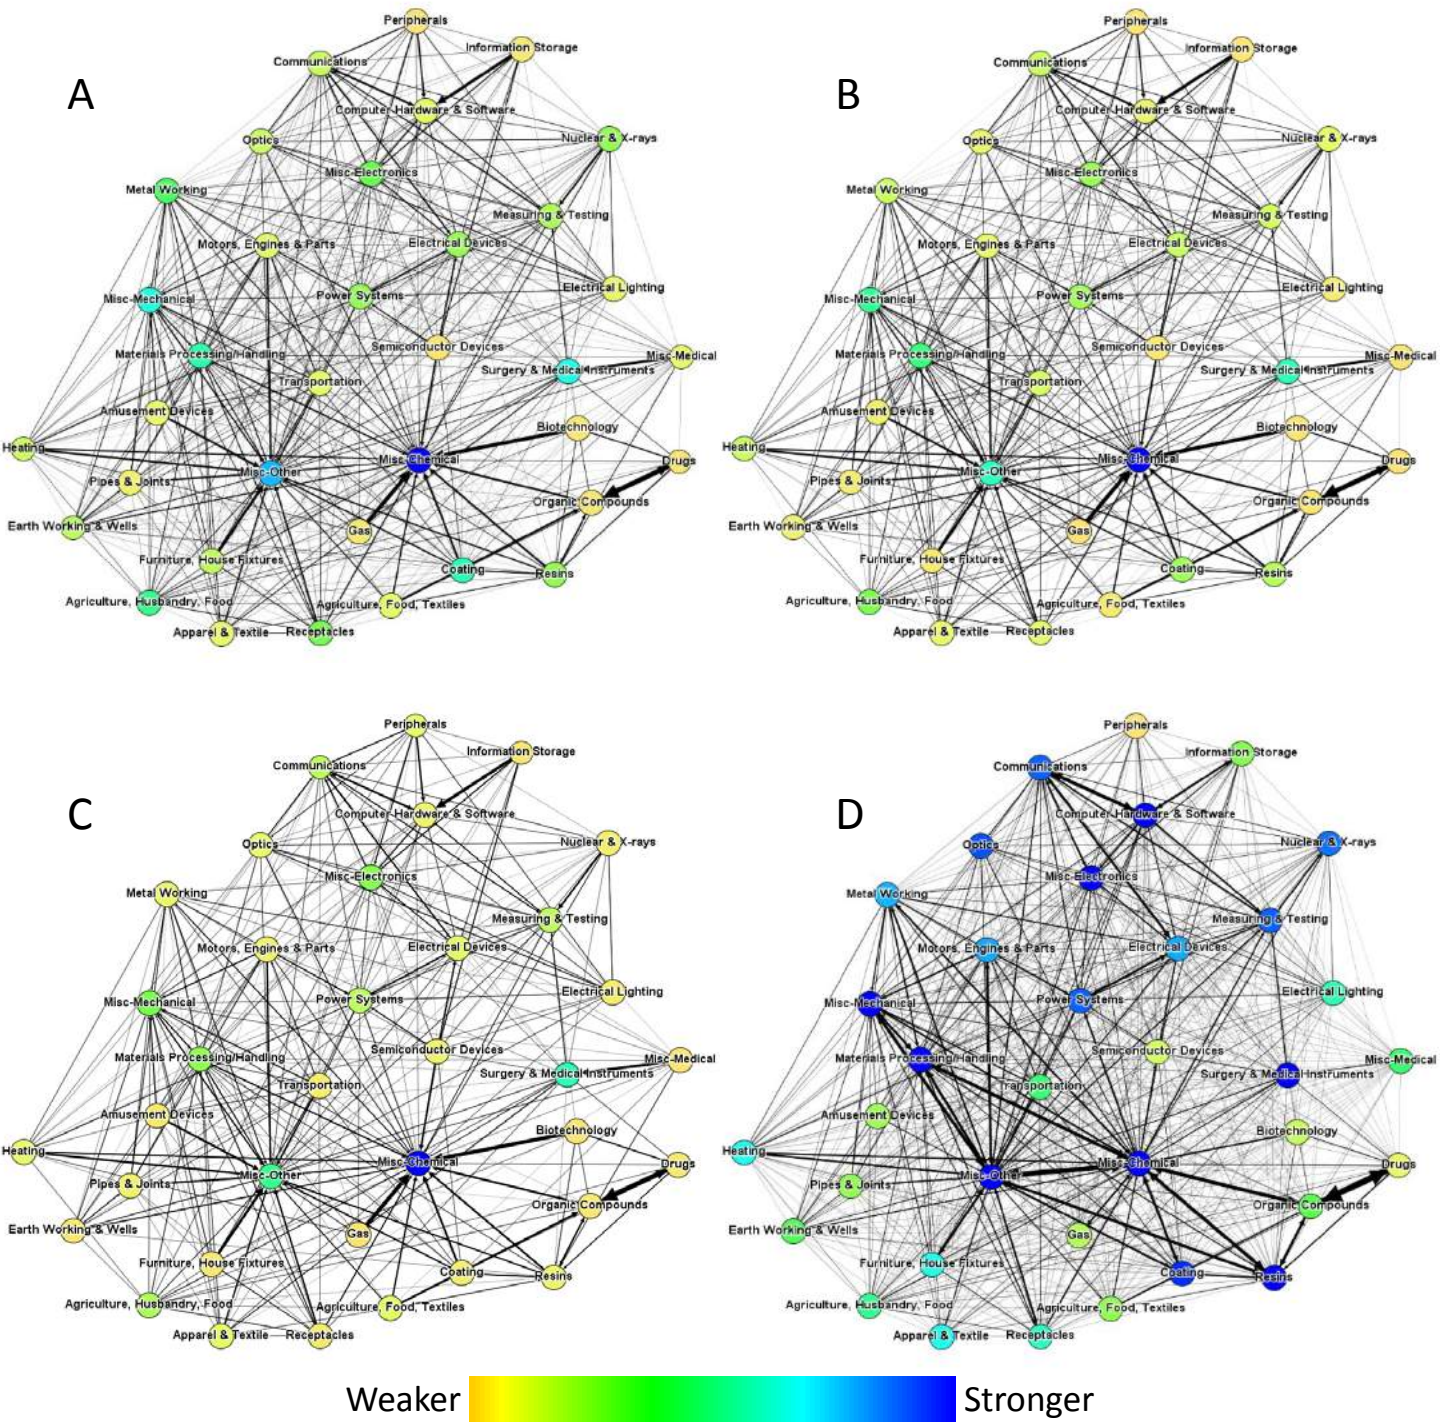 Peripherals
Information Storage
Communications
A
Computer Hardware & Software
Optics
Nuclear & X-rays
Misc-Electronics
Metal Working
Measuring & Testing
Motors, Engines & Parts
Electrical Devices
Electrical Lighting
Misc-Mechanical
Power Systems
Semiconductor Devices
Materials Processing/Handling
Misc-Medical
Surgery & Medical Instruments
Transportation
Amusement Devices
Biotechnology
Heating
Misc-Chemical
Drugs
Misc-Other
Pipes & Joints
Organic Compounds
Earth Working & Wells
Gas
Furniture, House Fixtures
Coating
Resins
Agriculture, Husbandry, Food
Agriculture, Food, Textiles
Apparel & Textile
Receptacles
Peripherals
Information Storage
Communications
B
Computer Hardware & Software
Optics
Nuclear & X-rays
Misc-Electronics
Metal Working
Measuring & Testing
Motors, Engines & Parts
Electrical Devices
Electrical Lighting
Misc-Mechanical
Power Systems
Semiconductor Devices
Materials Processing/Handling
Misc-Medical
Surgery & Medical Instruments
Transportation
Amusement Devices
Biotechnology
Heating
Misc-Chemical
Drugs
Misc-Other
Pipes & Joints
Organic Compounds
Earth Working & Wells
Gas
Furniture, House Fixtures
Coating
Resins
Agriculture, Husbandry, Food
Agriculture, Food, Textiles
Apparel & Textile
Receptacles
Peripherals
Information Storage
Communications
C
Computer Hardware & Software
Optics
Nuclear & X-rays
Misc-Electronics
Metal Working
Measuring & Testing
Motors, Engines & Parts
Electrical Devices
Electrical Lighting
Misc-Mechanical
Power Systems
Semiconductor Devices
Materials Processing/Handling
Misc-Medical
Surgery & Medical Instruments
Transportation
Amusement Devices
Biotechnology
Heating
Misc-Chemical
Drugs
Misc-Other
Pipes & Joints
Organic Compounds
Earth Working & Wells
Gas
Furniture, House Fixtures
Coating
Resins
Agriculture, Husbandry, Food
Agriculture, Food, Textiles
Apparel & Textile
Receptacles
Peripherals
Information Storage
Communications
D
Computer Hardware & Software
Optics
Nuclear & X-rays
Misc-Electronics
Metal Working
Measuring & Testing
Motors, Engines & Parts
Electrical Devices
Electrical Lighting
Misc-Mechanical
Power Systems
Semiconductor Devices
Materials Processing/Handling
Misc-Medical
Surgery & Medical Instruments
Transportation
Amusement Devices
Biotechnology
Heating
Misc-Chemical
Drugs
Misc-Other
Pipes & Joints
Organic Compounds
Earth Working & Wells
Gas
Furniture, House Fixtures
Coating
Resins
Agriculture, Husbandry, Food
Agriculture, Food, Textiles
Apparel & Textile
Receptacles
Weaker
Stronger